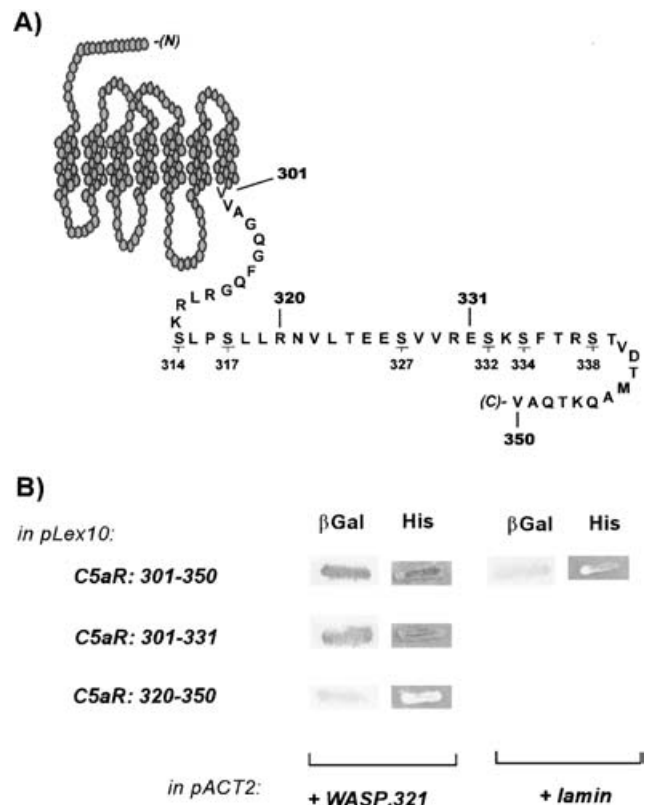 A)
-(N)
301
V V A G Q G F Q G R L R K
320
331
S L P S L L R N V L T E E S V V R E S K S F T R S T V D T M
314 317 327 332 334 338
(C)- V A Q T K Q A
350
B)
βGal His βGal His
in pLex10:
C5aR: 301-350
C5aR: 301-331
C5aR: 320-350
in pACT2: + WASP.321 + lamin